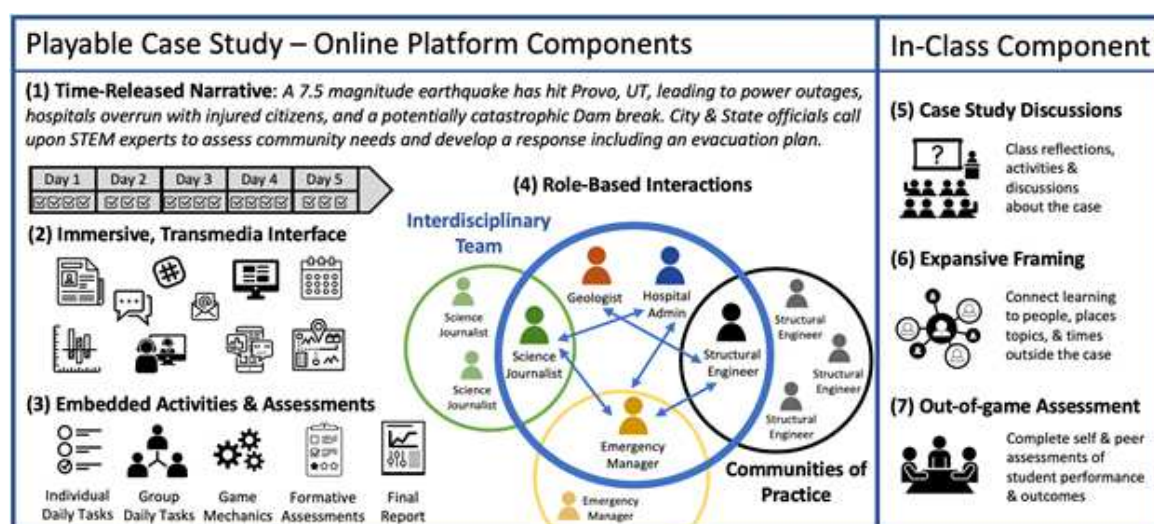 Playable Case Study – Online Platform Components
(1) Time-Released Narrative: A 7.5 magnitude earthquake has hit Provo, UT, leading to power outages,
hospitals overrun with injured citizens, and a potentially catastrophic Dam break. City & State officials call
upon STEM experts to assess community needs and develop a response including an evacuation plan.
Day 1 Day 2 Day 3 Day 4 Day 5
(2) Immersive, Transmedia Interface
(3) Embedded Activities & Assessments
Individual
Daily Tasks
Group
Daily Tasks
Game
Mechanics
Formative
Assessments
Final
Report
(4) Role-Based Interactions
Interdisciplinary
Team
Science
Journalist
Science
Journalist
Science
Journalist
Geologist
Hospital
Admin
Structural
Engineer
Structural
Engineer
Structural
Engineer
Structural
Engineer
Emergency
Manager
Emergency
Manager
Communities of
Practice
In-Class Component
(5) Case Study Discussions
?
Class reflections,
activities &
discussions
about the case
(6) Expansive Framing
Connect learning
to people, places
topics, & times
outside the case
(7) Out-of-game Assessment
Complete self & peer
assessments of
student performance
& outcomes